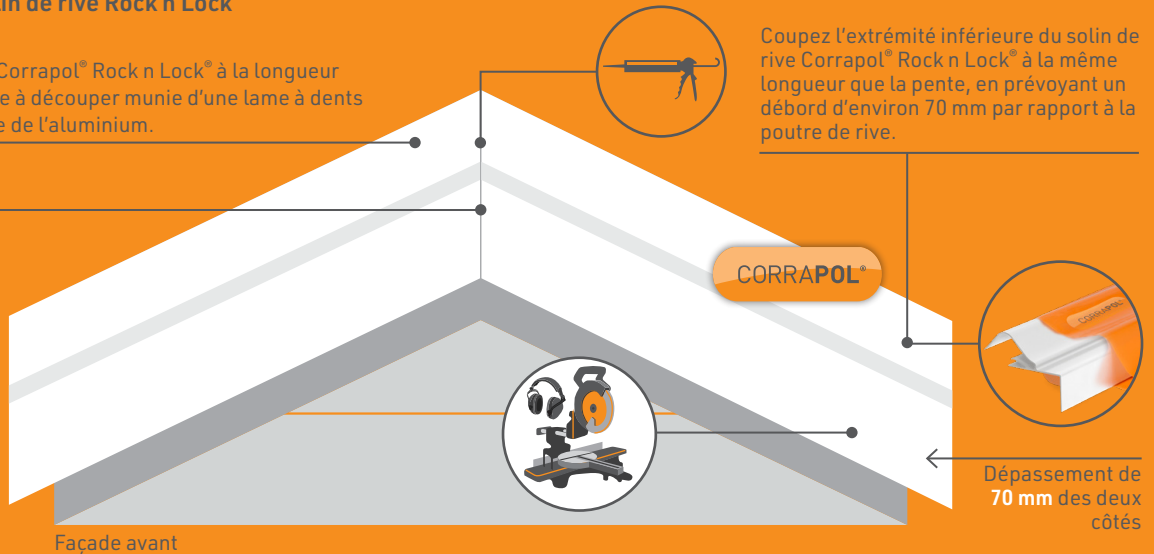 in de rive Rock n Lock
Corrapol® Rock n Lock® à la longueur
e à découper munie d'une lame à dents
e de l'aluminium.
Coupez l'extrémité inférieure du solin de
rive Corrapol® Rock n Lock® à la même
longueur que la pente, en prévoyant un
débord d'environ 70 mm par rapport à la
poutre de rive.
CORRAPOL®
CORRAPOL
Dépassement de
70 mm des deux
côtés
Façade avant